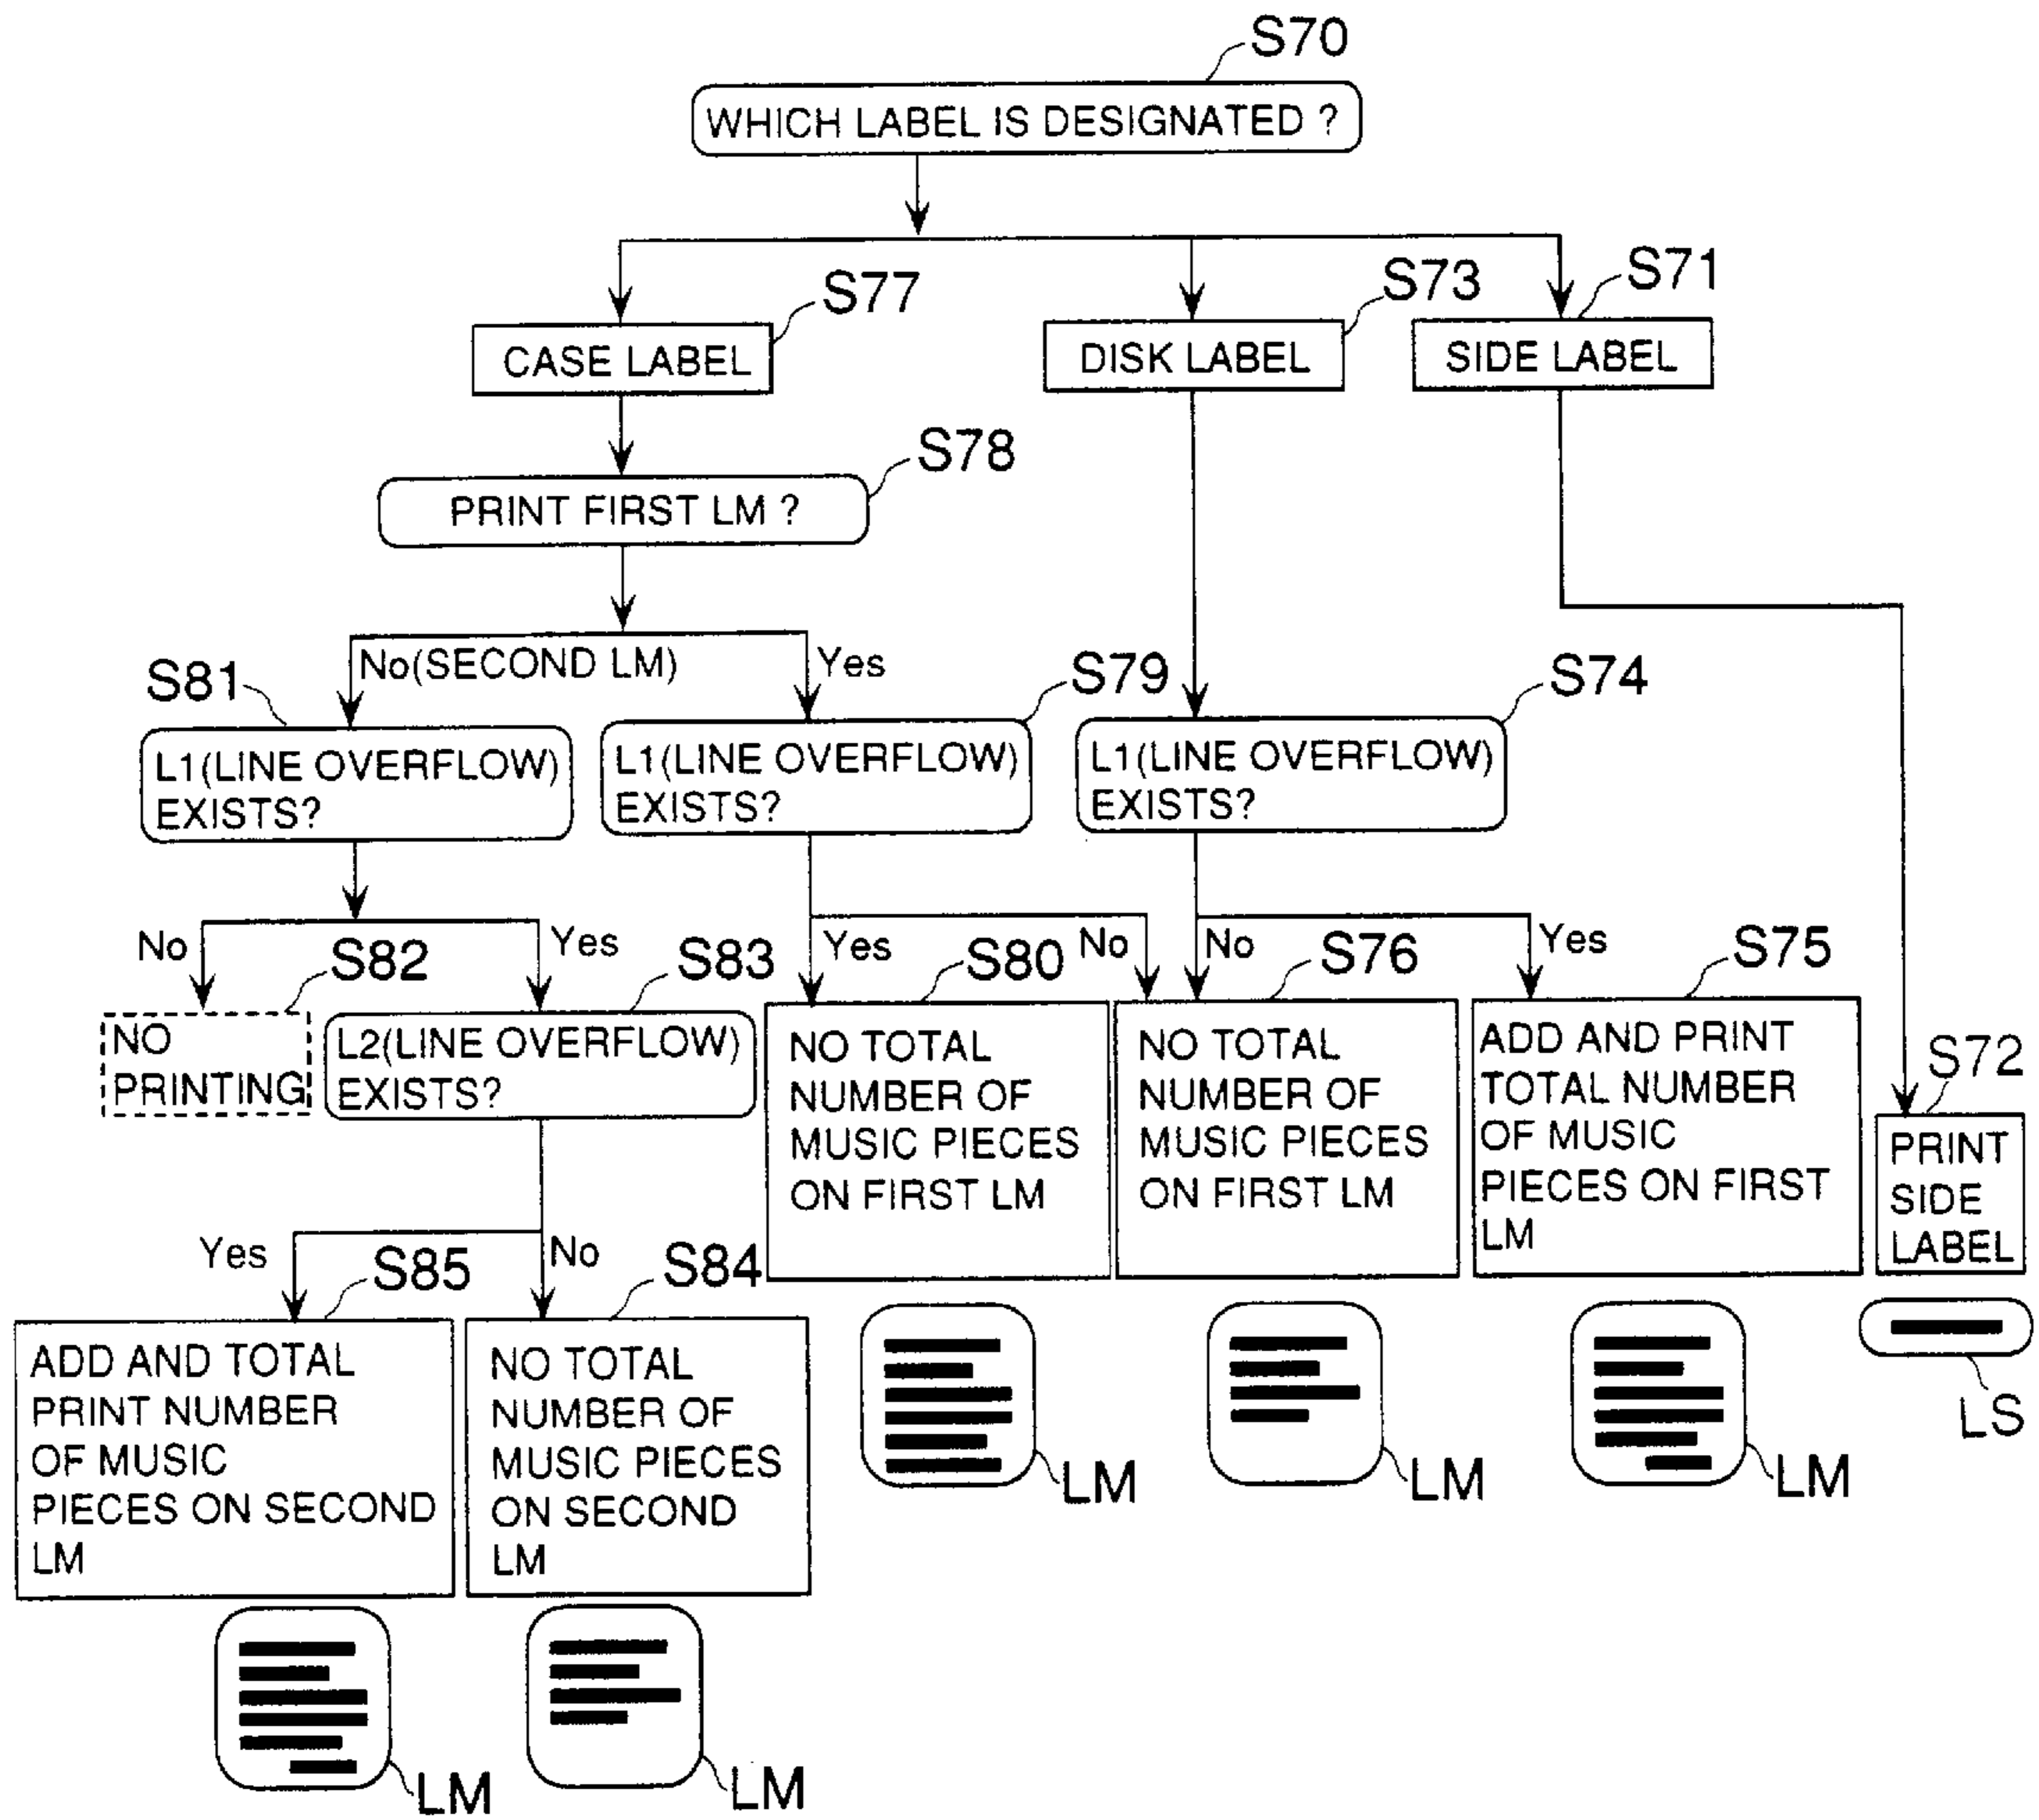 S70
WHICH LABEL IS DESIGNATED ?
S77
S73
S71
CASE LABEL
DISK LABEL
SIDE LABEL
S78
PRINT FIRST LM ?
No(SECOND LM)
Yes
S81
S79
S74
L1(LINE OVERFLOW)
EXISTS?
L1(LINE OVERFLOW)
EXISTS?
L1(LINE OVERFLOW)
EXISTS?
No
S82
Yes
S83
Yes
S80
No
No
S76
Yes
S75
NO
PRINTING
L2(LINE OVERFLOW)
EXISTS?
NO TOTAL
NUMBER OF
MUSIC PIECES
ON FIRST LM
NO TOTAL
NUMBER OF
MUSIC PIECES
ON FIRST LM
ADD AND PRINT
TOTAL NUMBER
OF MUSIC
PIECES ON FIRST
LM
S72
PRINT
SIDE
LABEL
Yes
S85
No
S84
ADD AND TOTAL
PRINT NUMBER
OF MUSIC
PIECES ON SECOND
LM
NO TOTAL
NUMBER OF
MUSIC PIECES
ON SECOND
LM
LM
LM
LM
LS
LM
LM